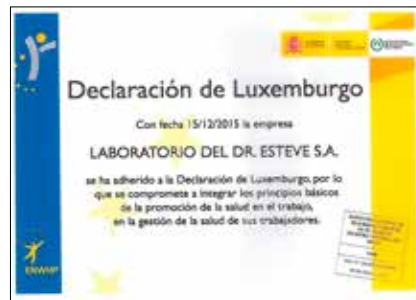 Declaración de Luxemburgo
Con fecha 15/12/2015 la empresa
LABORATORIO DEL DR. ESTEVE S.A.
se ha adherido a la Declaración de Luxemburgo, por lo
que se compromete a integrar los principios básicos
de la promoción de la salud en el trabajo,
en la gestión de la salud de sus trabajadores.
ENWHP